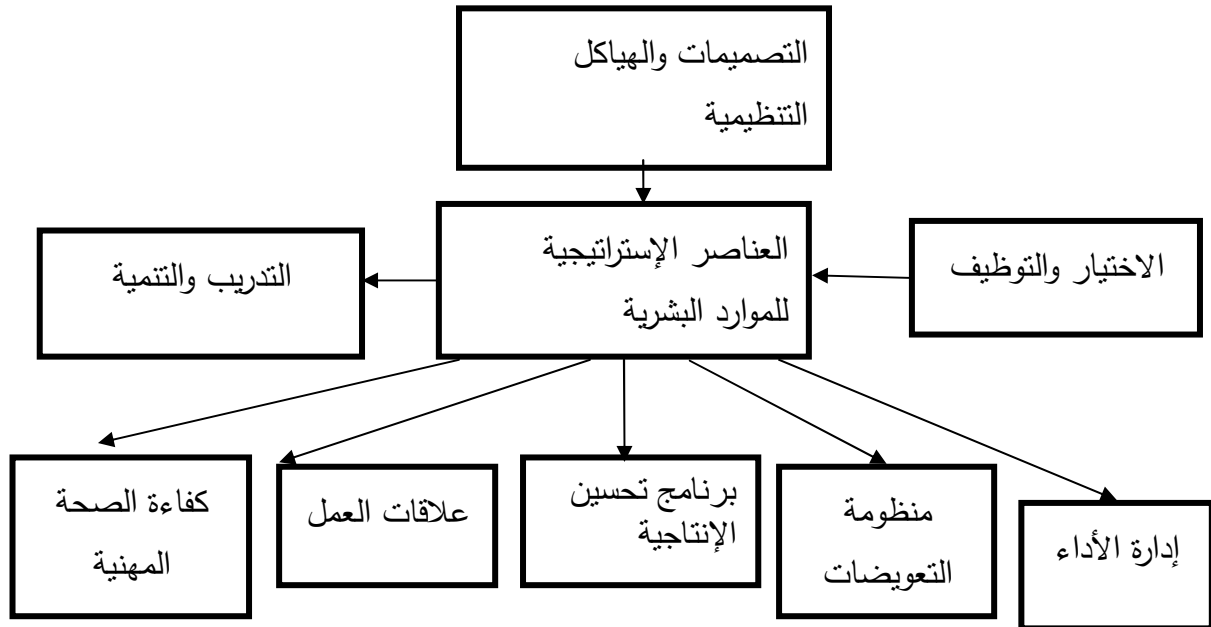 التصميمات والهياكل
التنظيمية
الاختيار والتوظيف
العناصر الإستراتيجية
للموارد البشرية
التدريب والتنمية
إدارة الأداء
منظومة
التعويضات
برنامج تحسين
الإنتاجية
علاقات العمل
كفاءة الصحة
المهنية